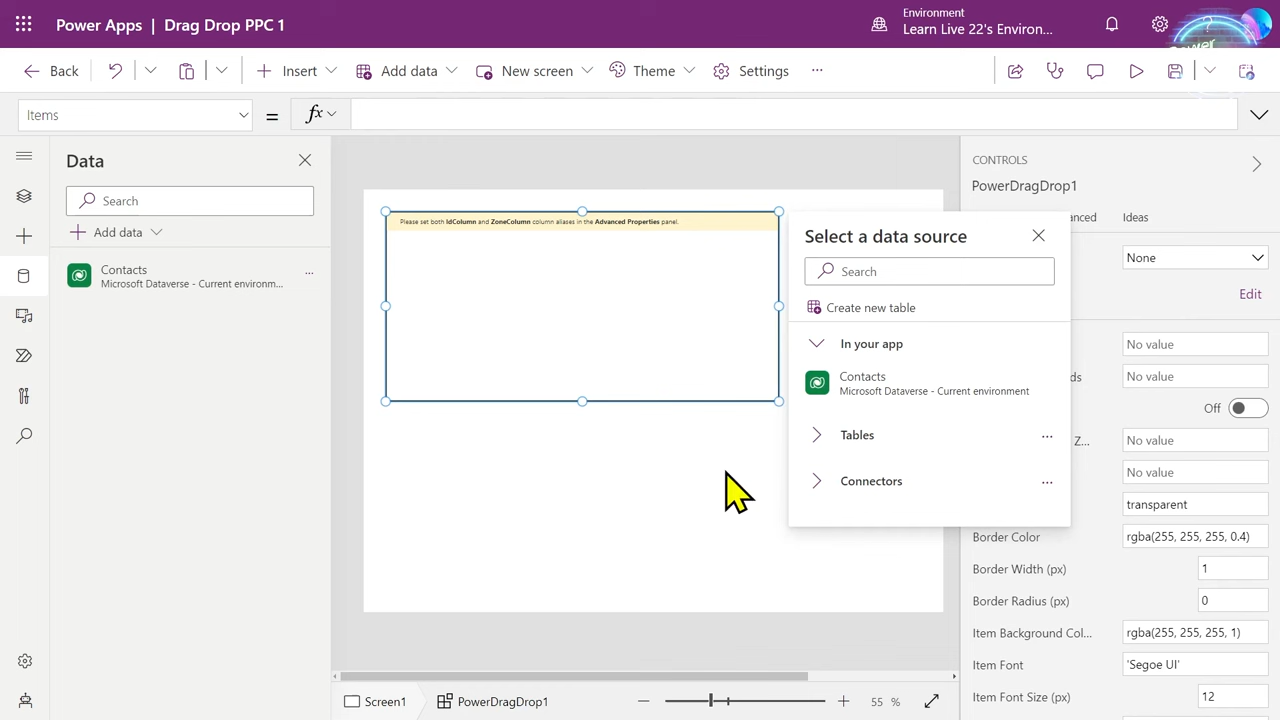 Power Apps | Drag Drop PPC 1
Environment
Learn Live 22's Environ...
Back
Insert
Add data
New screen
Theme
Settings
...
Items
=
fx
Data
Search
Add data
Contacts
Microsoft Dataverse - Current environm...
...
Please set both IdColumn and ZoneColumn column aliases in the Advanced Properties panel.
Select a data source
Search
Create new table
In your app
Contacts
Microsoft Dataverse - Current environment
Tables
...
Connectors
...
CONTROLS
PowerDragDrop1
anced
Ideas
None
Edit
No value
ds
No value
Off
Z...
No value
No value
transparent
Border Color
rgba(255, 255, 255, 0.4)
Border Width (px)
1
Border Radius (px)
0
Item Background Col...
rgba(255, 255, 255, 1)
Item Font
'Segoe UI'
Item Font Size (px)
12
Screen1
PowerDragDrop1
55 %